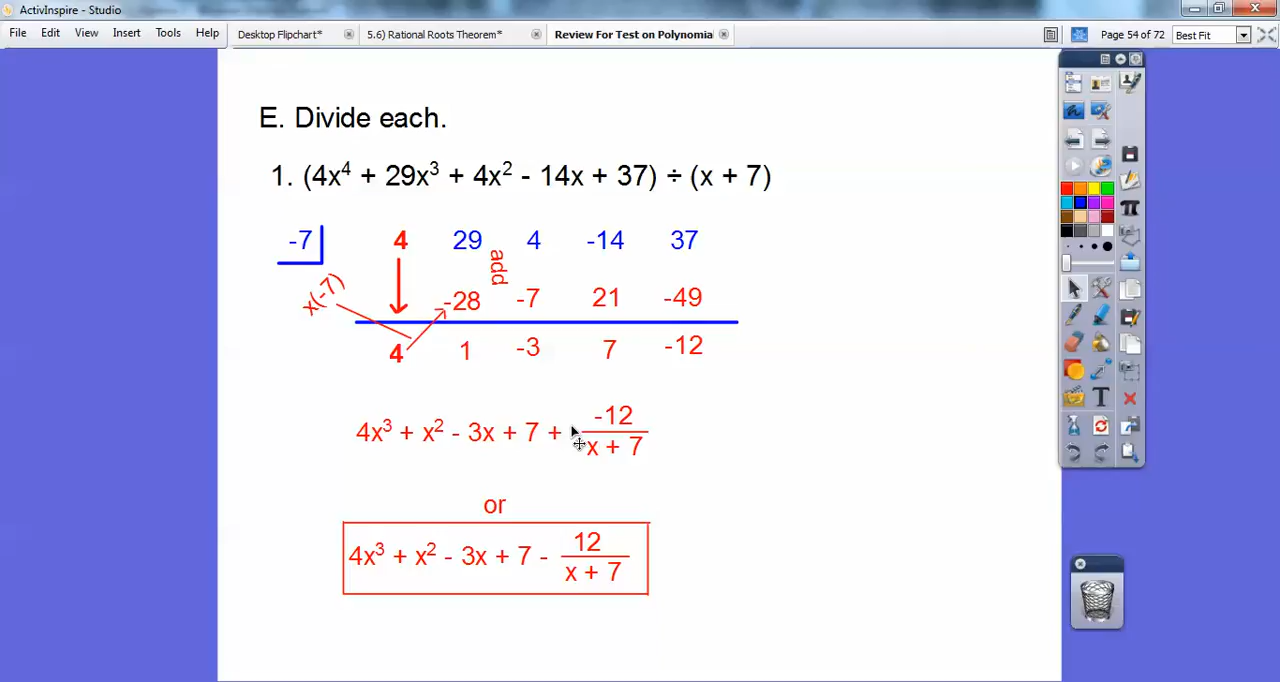 ActivInspire - Studio
File Edit View Insert Tools Help
Desktop Flipchart* 5.6) Rational Roots Theorem* Review For Test on Polynomial
Page 54 of 72 Best Fit
E. Divide each.
1. (4x⁴ + 29x³ + 4x² - 14x + 37) ÷ (x + 7)
-7 4 29 4 -14 37
add
x(-7)
-28 -7 21 -49
4 1 -3 7 -12
4x³ + x² - 3x + 7 + -12
x + 7
or
4x³ + x² - 3x + 7 - 12
x + 7